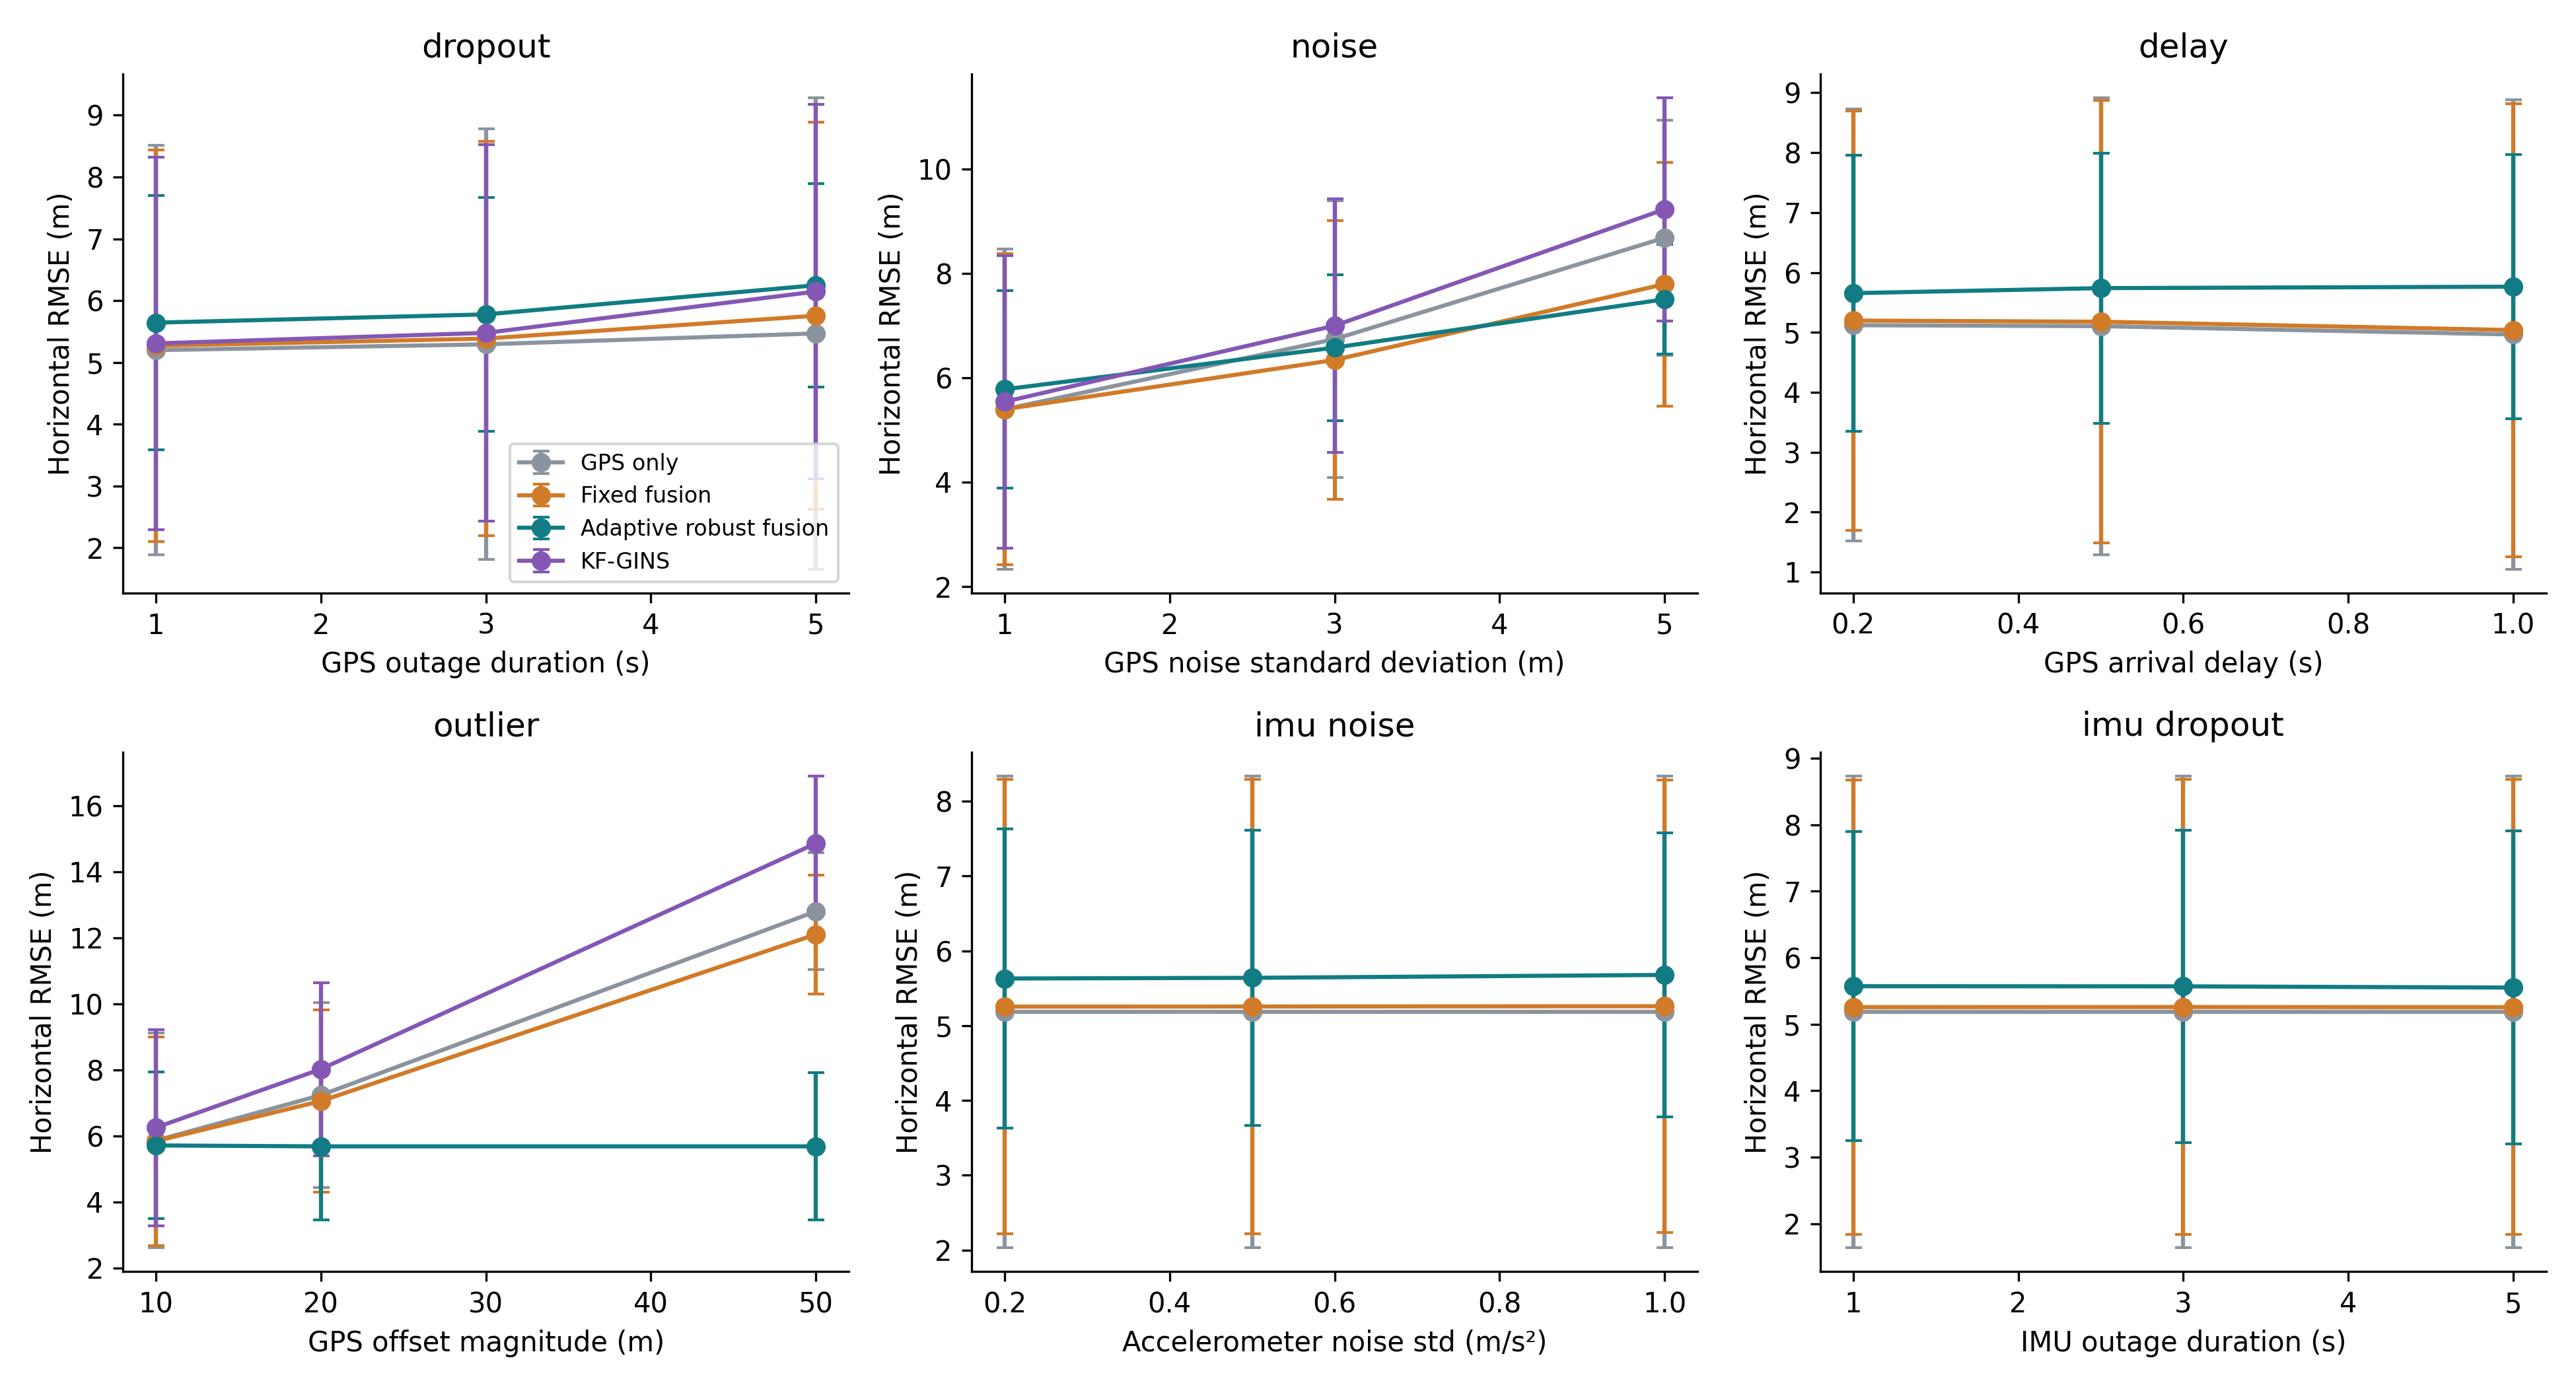 dropout
Horizontal RMSE (m)
9
8
7
6
5
4
3
2
1 2 3 4 5
GPS outage duration (s)
GPS only
Fixed fusion
Adaptive robust fusion
KF-GINS
noise
Horizontal RMSE (m)
10
8
6
4
2
1 2 3 4 5
GPS noise standard deviation (m)
delay
Horizontal RMSE (m)
9
8
7
6
5
4
3
2
1
0.2 0.4 0.6 0.8 1.0
GPS arrival delay (s)
outlier
Horizontal RMSE (m)
16
14
12
10
8
6
4
2
10 20 30 40 50
GPS offset magnitude (m)
imu noise
Horizontal RMSE (m)
8
7
6
5
4
3
2
0.2 0.4 0.6 0.8 1.0
Accelerometer noise std (m/s²)
imu dropout
Horizontal RMSE (m)
9
8
7
6
5
4
3
2
1 2 3 4 5
IMU outage duration (s)